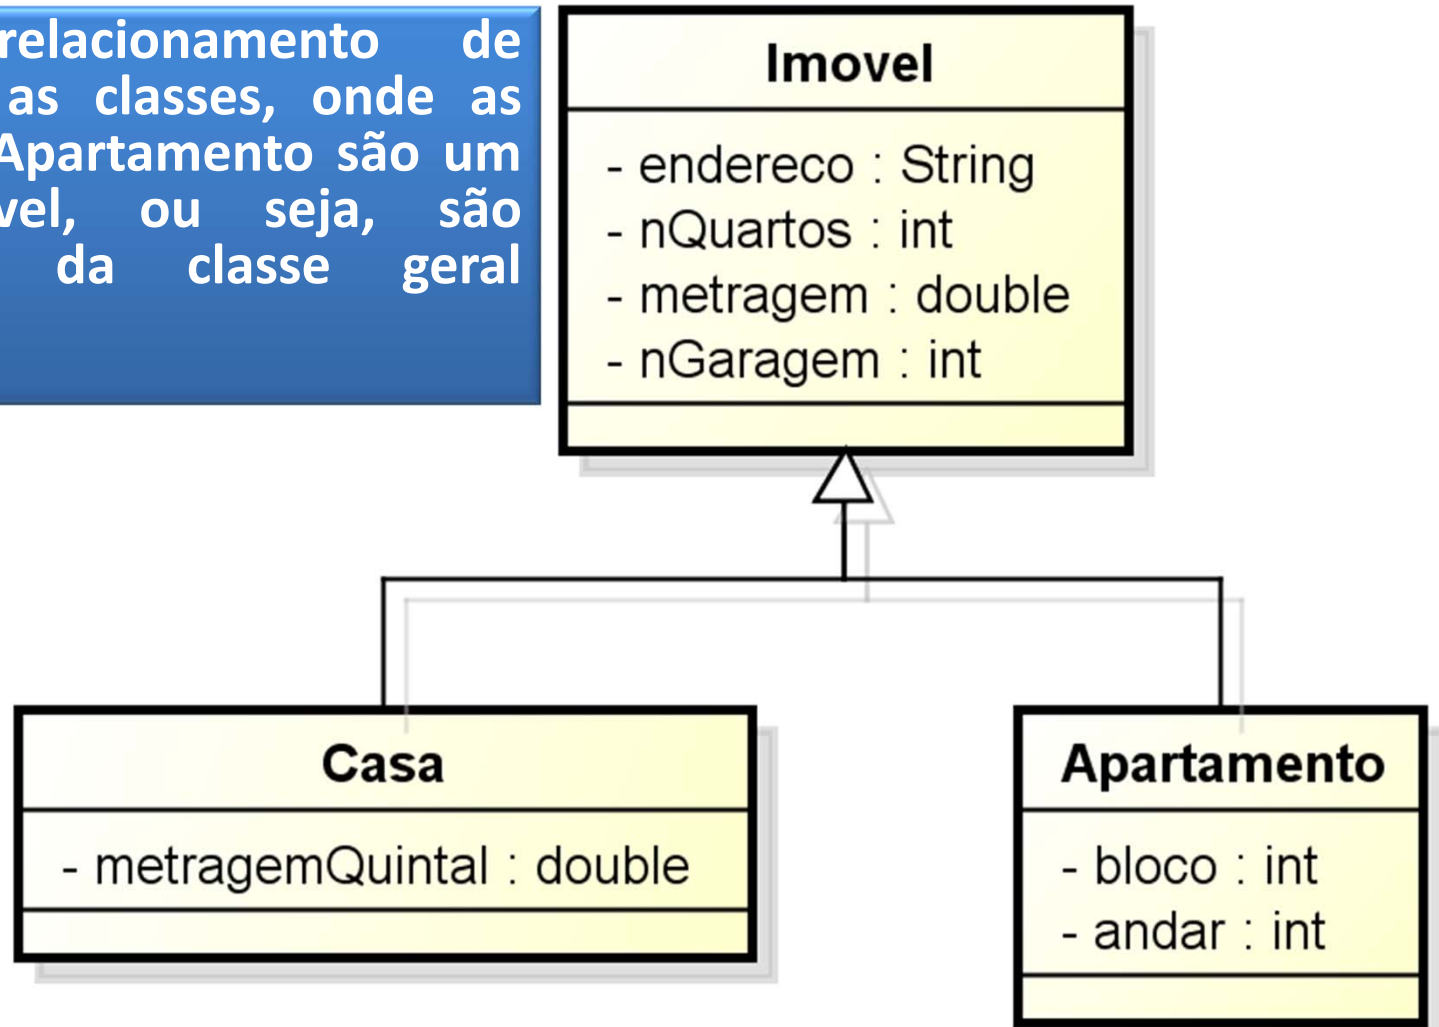 relacionamento de
as classes, onde as
Apartamento são um
vel, ou seja, são
da classe geral
Imovel
- endereco : String
- nQuartos : int
- metragem : double
- nGaragem : int
Casa
- metragemQuintal : double
Apartamento
- bloco : int
- andar : int